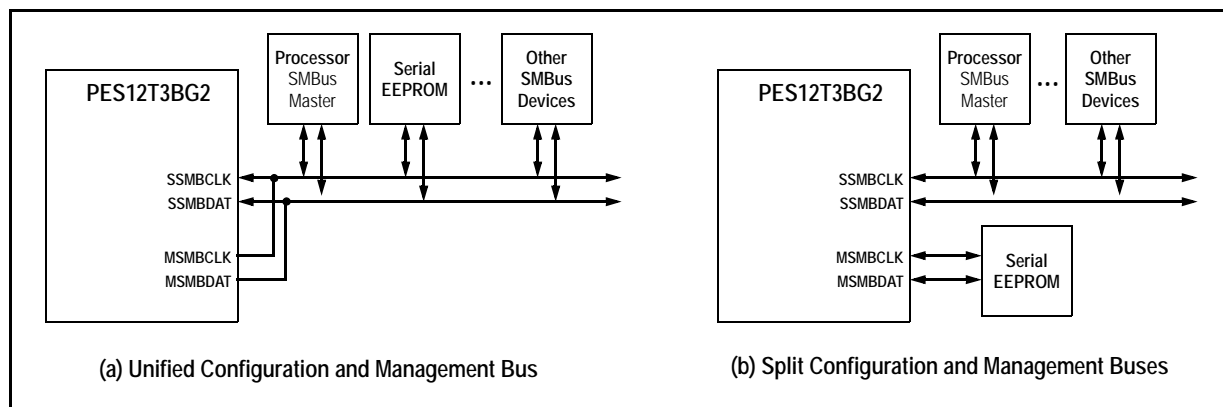 PES12T3BG2
Processor
SMBus
Master
Serial
EEPROM
...
Other
SMBus
Devices
SSMBCLK
SSMBDAT
MSMBCLK
MSMBDAT
(a) Unified Configuration and Management Bus
PES12T3BG2
Processor
SMBus
Master
...
Other
SMBus
Devices
SSMBCLK
SSMBDAT
MSMBCLK
MSMBDAT
Serial
EEPROM
(b) Split Configuration and Management Buses